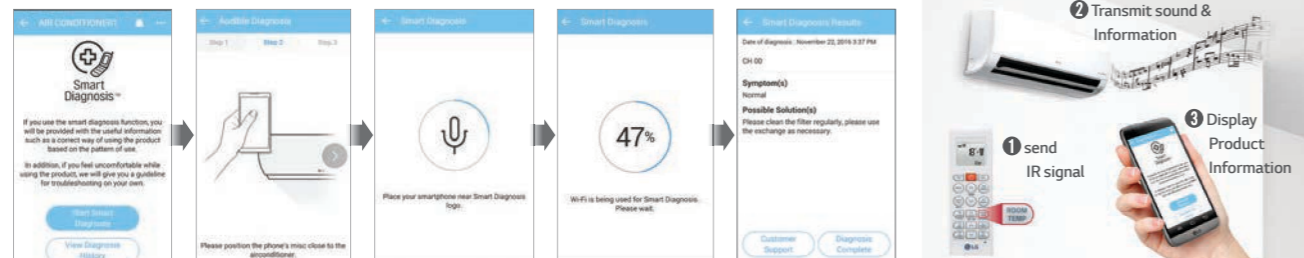 AIR CONDITIONER1
Smart
Diagnosis™
If you use the smart diagnosis function, you
will be provided with the useful information
such as a correct way of using the product
based on the pattern of use.
In addition, if you feel uncomfortable while
using the product, we will give you a guideline
for troubleshooting on your own.
Start Smart
Diagnosis
View Diagnosis
History
Audible Diagnosis
Step 1 Step 2 Step 3
Please position the phone's misc close to the
airconditioner.
Smart Diagnosis
Place your smartphone near Smart Diagnosis
logo.
Smart Diagnosis
47%
Wi-Fi is being used for Smart Diagnosis.
Please wait.
Smart Diagnosis Results
Date of diagnosis : November 22, 2016 3:37 PM
CH 00
Symptom(s)
Normal
Possible Solution(s)
Please clean the filter regularly, please use
the exchange as necessary.
Customer
Support
Diagnosis
Complete
❷ Transmit sound &
Information
❶ send
IR signal
ROOM
TEMP
LG
❸ Display
Product
Information
Smart
Diagnosis